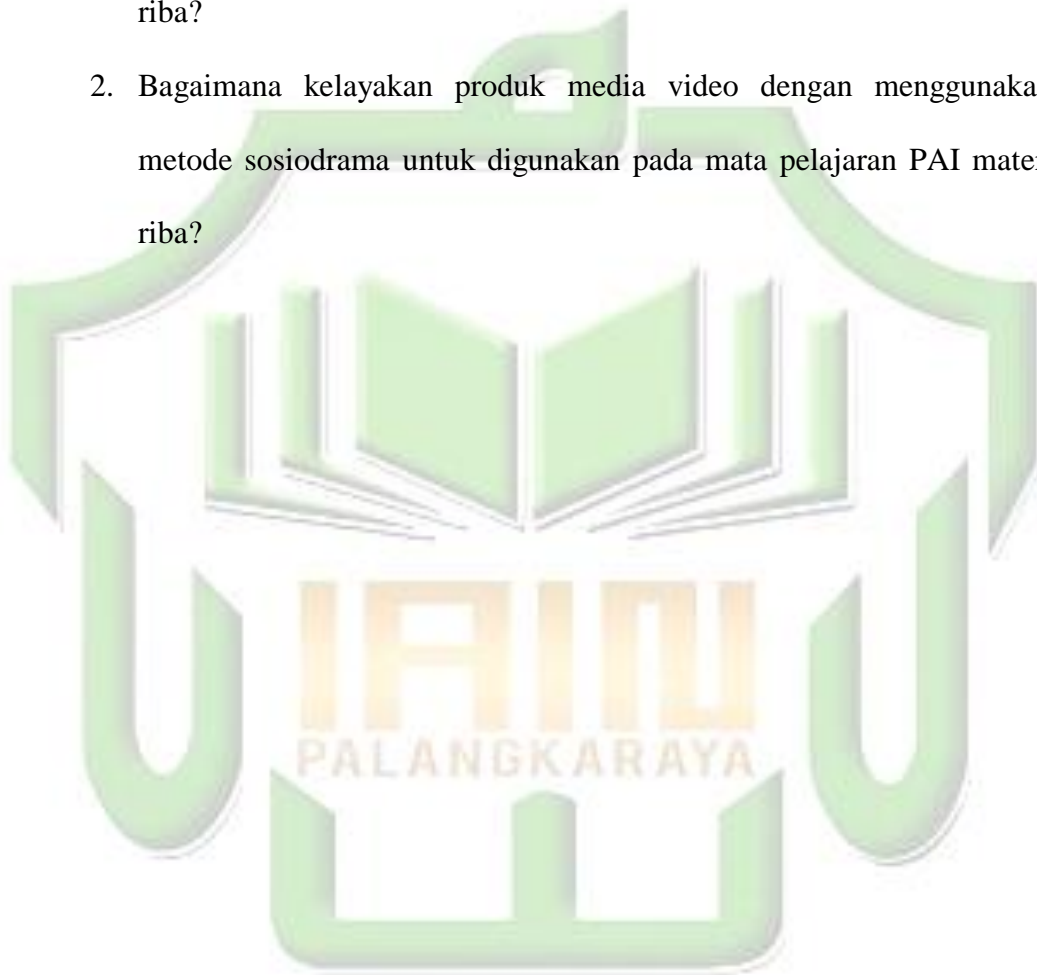 riba?
2. Bagaimana kelayakan produk media video dengan menggunaka
metode sosiodrama untuk digunakan pada mata pelajaran PAI mate
riba?
IAIN
PALANGKARAYA